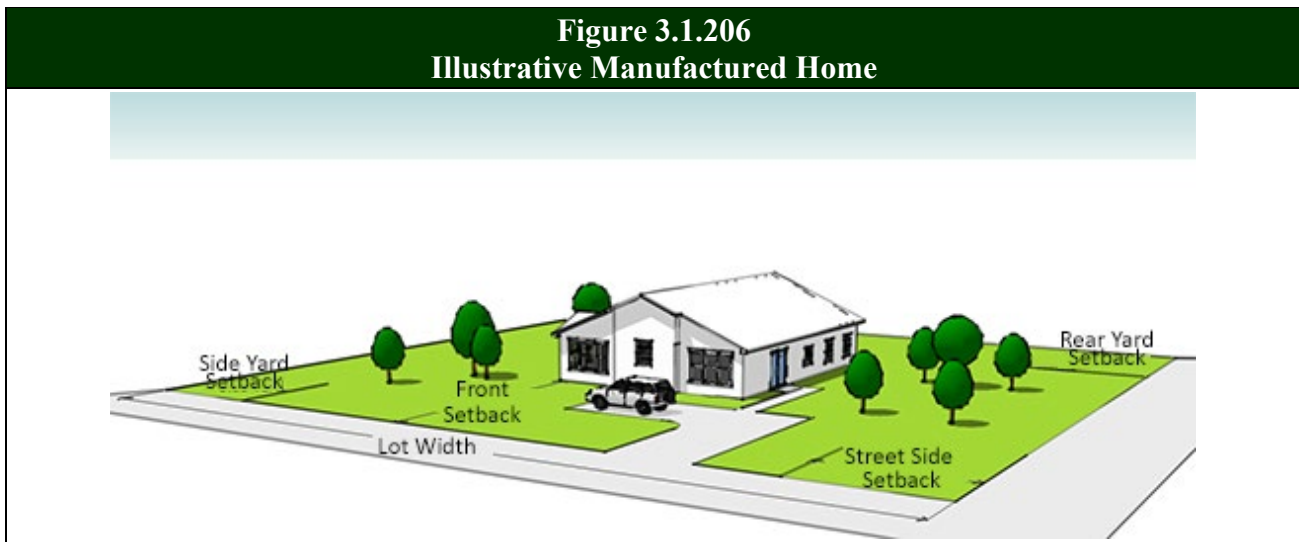 Figure 3.1.206
Illustrative Manufactured Home
Side Yard
Setback
Front
Setback
Lot Width
Rear Yard
Setback
Street Side
Setback